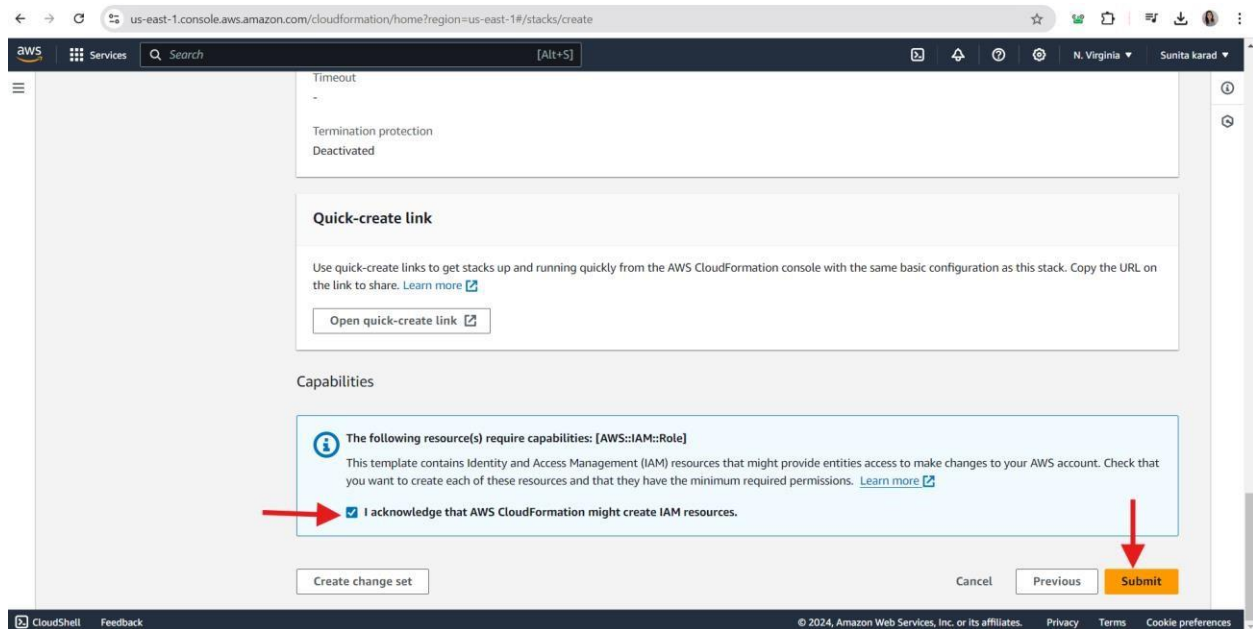 us-east-1.console.aws.amazon.com/cloudformation/home?region=us-east-1#/stacks/create
aws Services Search [Alt+S] N. Virginia ▼ Sunita karad ▼
Timeout
-
Termination protection
Deactivated
Quick-create link
Use quick-create links to get stacks up and running quickly from the AWS CloudFormation console with the same basic configuration as this stack. Copy the URL on
the link to share. Learn more
Open quick-create link
Capabilities
The following resource(s) require capabilities: [AWS::IAM::Role]
This template contains Identity and Access Management (IAM) resources that might provide entities access to make changes to your AWS account. Check that
you want to create each of these resources and that they have the minimum required permissions. Learn more
I acknowledge that AWS CloudFormation might create IAM resources.
Create change set Cancel Previous Submit
CloudShell Feedback © 2024, Amazon Web Services, Inc. or its affiliates. Privacy Terms Cookie preferences